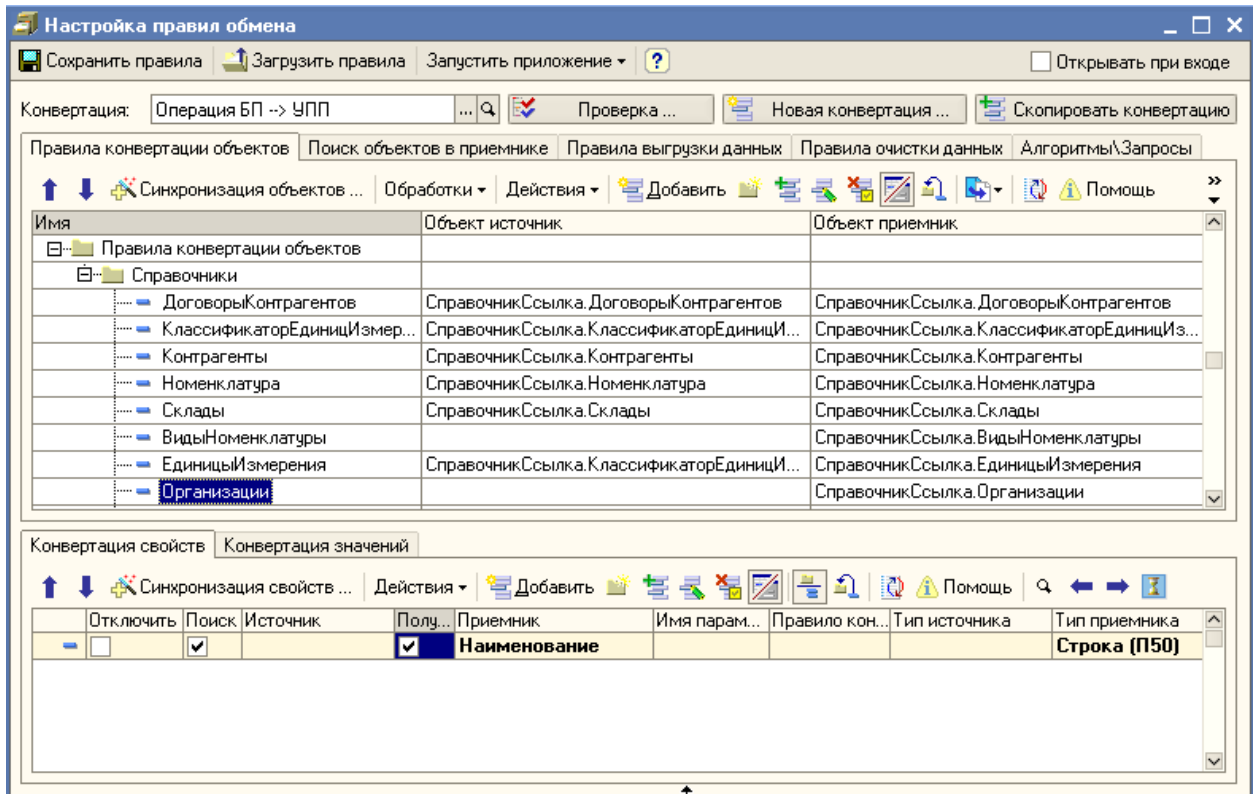 Настройка правил обмена
Сохранить правила Загрузить правила Запустить приложение ? Открывать при входе
Конвертация: Операция БП --> УПП ... Проверка ... Новая конвертация ... Скопировать конвертацию
Правила конвертации объектов Поиск объектов в приемнике Правила выгрузки данных Правила очистки данных Алгоритмы\Запросы
Синхронизация объектов ... Обработки Действия Добавить Помощь »
Имя Объект источник Объект приемник
Правила конвертации объектов
Справочники
ДоговорыКонтрагентов СправочникСсылка.ДоговорыКонтрагентов СправочникСсылка.ДоговорыКонтрагентов
КлассификаторЕдиницИзмер... СправочникСсылка.КлассификаторЕдиницИ... СправочникСсылка.КлассификаторЕдиницИз...
Контрагенты СправочникСсылка.Контрагенты СправочникСсылка.Контрагенты
Номенклатура СправочникСсылка.Номенклатура СправочникСсылка.Номенклатура
Склады СправочникСсылка.Склады СправочникСсылка.Склады
ВидыНоменклатуры СправочникСсылка.ВидыНоменклатуры
ЕдиницыИзмерения СправочникСсылка.КлассификаторЕдиницИ... СправочникСсылка.ЕдиницыИзмерения
Организации СправочникСсылка.Организации
Конвертация свойств Конвертация значений
Синхронизация свойств ... Действия Добавить Помощь
Отключить Поиск Источник Полу... Приемник Имя парам... Правило кон... Тип источника Тип приемника
Наименование Строка (П50)